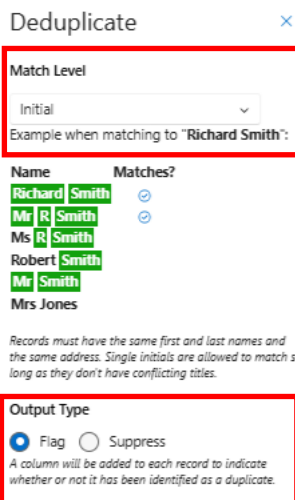 Deduplicate
Match Level
Initial
Example when matching to "Richard Smith":
Name Matches?
Richard Smith
Mr R Smith
Ms R Smith
Robert Smith
Mr Smith
Mrs Jones
Records must have the same first and last names and
the same address. Single initials are allowed to match s
long as they don't have conflicting titles.
Output Type
Flag Suppress
A column will be added to each record to indicate
whether or not it has been identified as a duplicate.